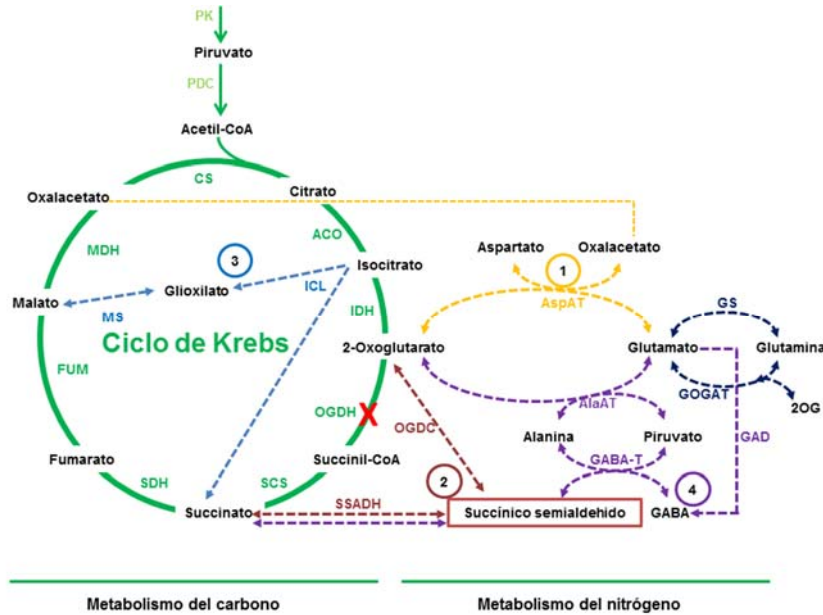 PK
Piruvato
PDC
Acetil-CoA
CS
Oxalacetato
Citrato
MDH
ACO
3
Isocitrato
Glioxilato
ICL
Malato
MS
IDH
Ciclo de Krebs
2-Oxoglutarato
FUM
OGDH
X
OGDC
Fumarato
Succinil-CoA
SDH
SCS
Succinato
SSADH
2
Succínico semialdehido
Aspartato
Oxalacetato
1
AspAT
GS
Glutamato
Glutamina
GOGAT
2OG
AlaAT
GAD
Alanina
Piruvato
GABA-T
4
GABA
Metabolismo del carbono
Metabolismo del nitrógeno